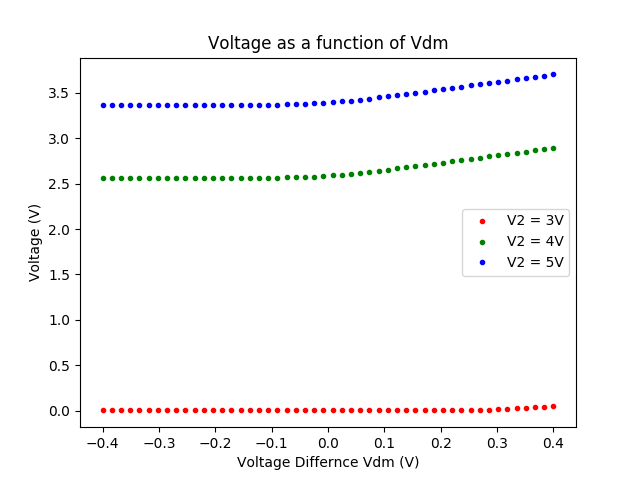 Voltage as a function of Vdm
Voltage (V)
3.5
3.0
2.5
2.0
1.5
1.0
0.5
0.0
V2 = 3V
V2 = 4V
V2 = 5V
−0.4 −0.3 −0.2 −0.1 0.0 0.1 0.2 0.3 0.4
Voltage Differnce Vdm (V)